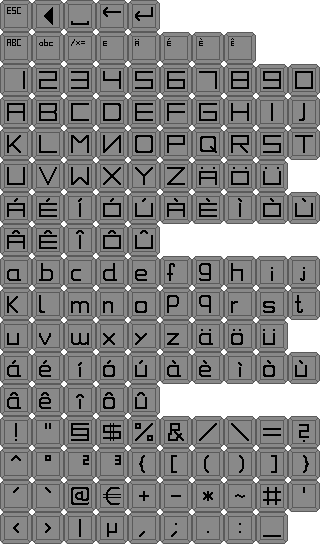 ESC ◀ ⎵ ← ↵
ABC abc /x= E Ä É È Ê
1 2 3 4 5 6 7 8 9 0
A B C D E F G H I J
K L M N O P Q R S T
U V W X Y Z Ä Ö Ü
Á É Í Ó Ú À È Ì Ò Ù
Â Ê Î Ô Û
a b c d e f g h i j
K l m n o p q r s t
u v w x y z ä ö ü
á é í ó ú à è ì ò ù
â ê î ô û
! " § $ % & / \ = ?
^ ° ² ³ { [ ( ) ] }
´ ` @ € + - * ~ # '
< > | µ , ; . : _